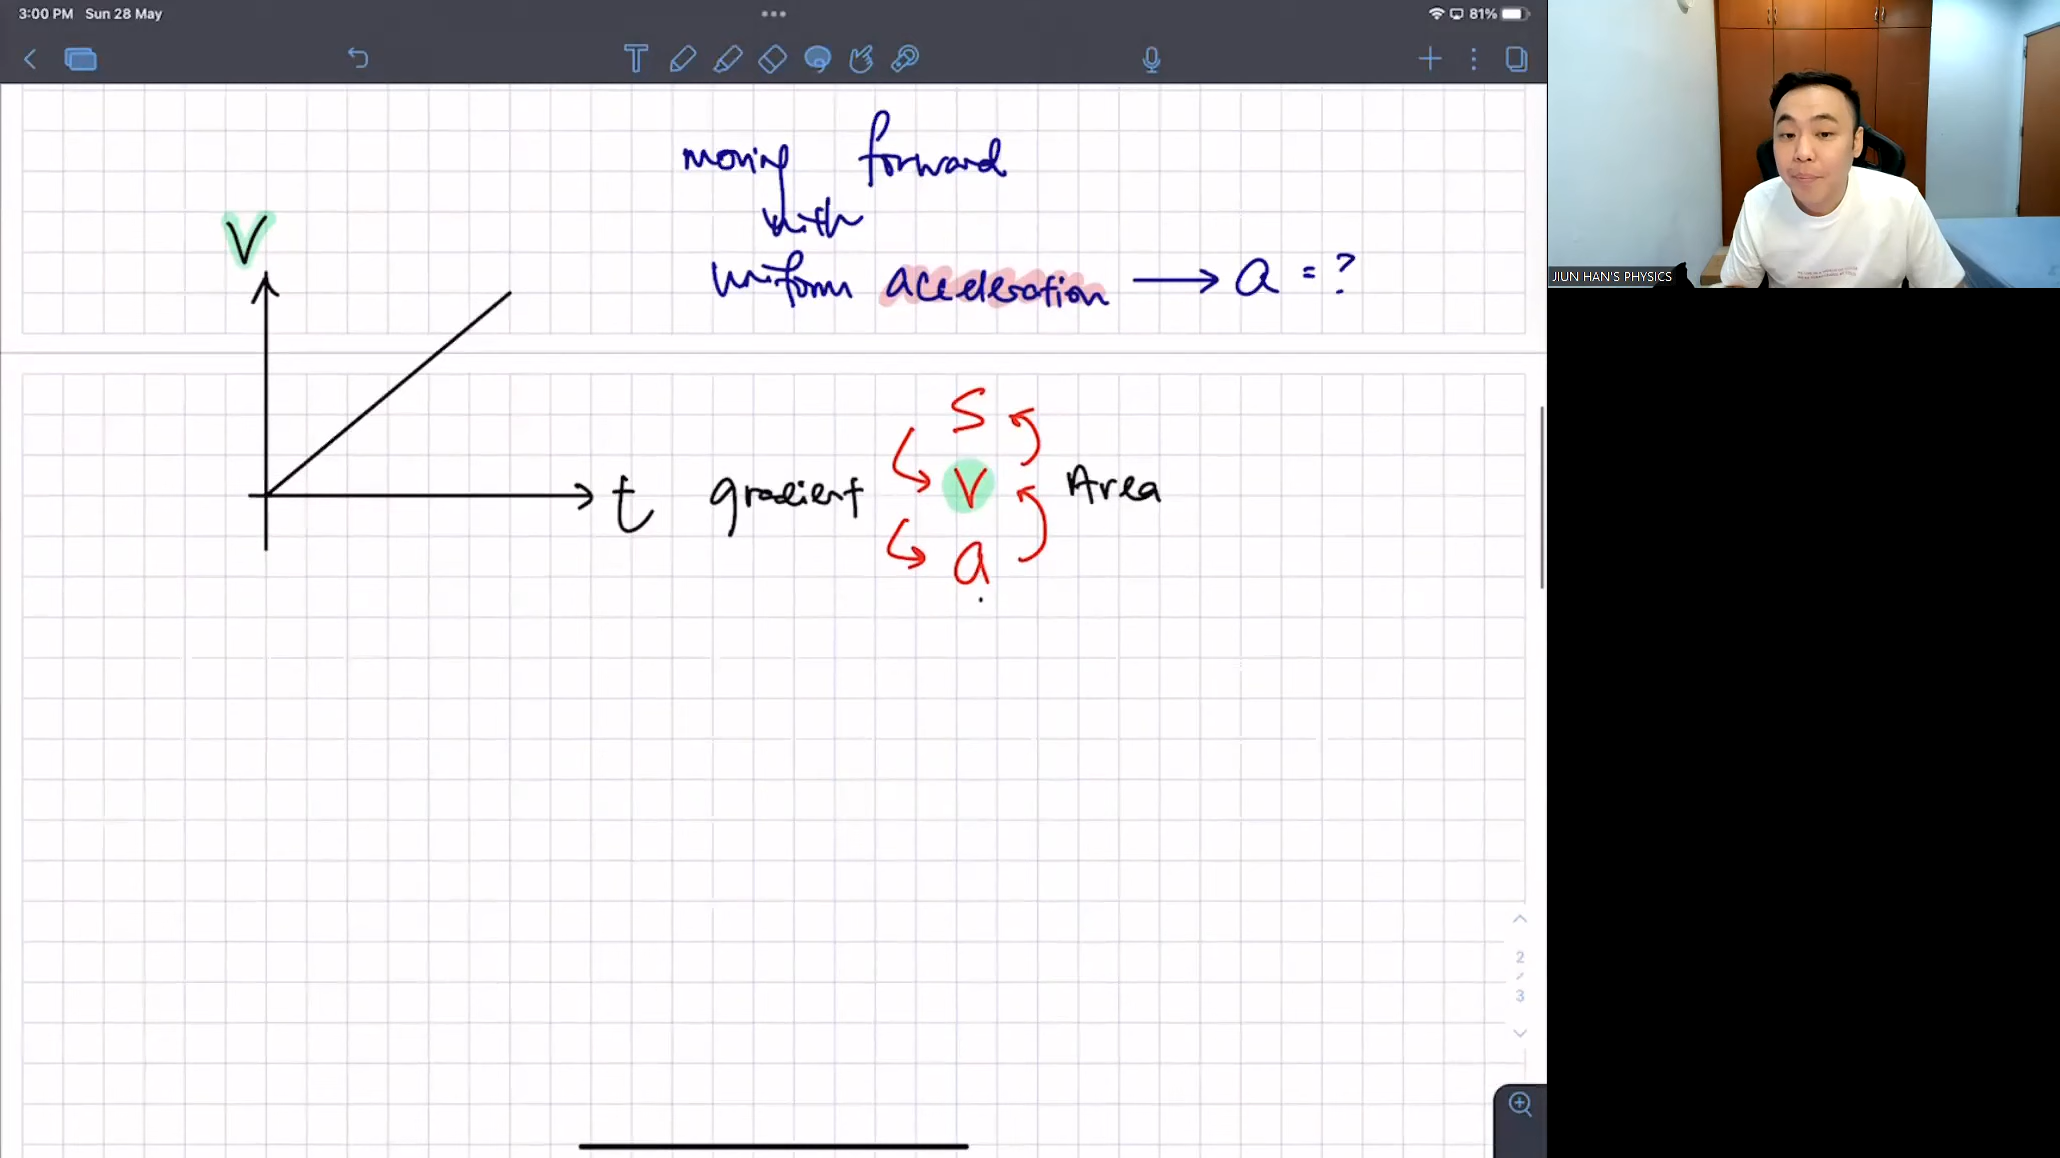 3:00 PM Sun 28 May
81%
moving forward
with
uniform acceleration → a = ?
V
t
gradient
S
V
a
Area
JIUN HAN'S PHYSICS
2
3